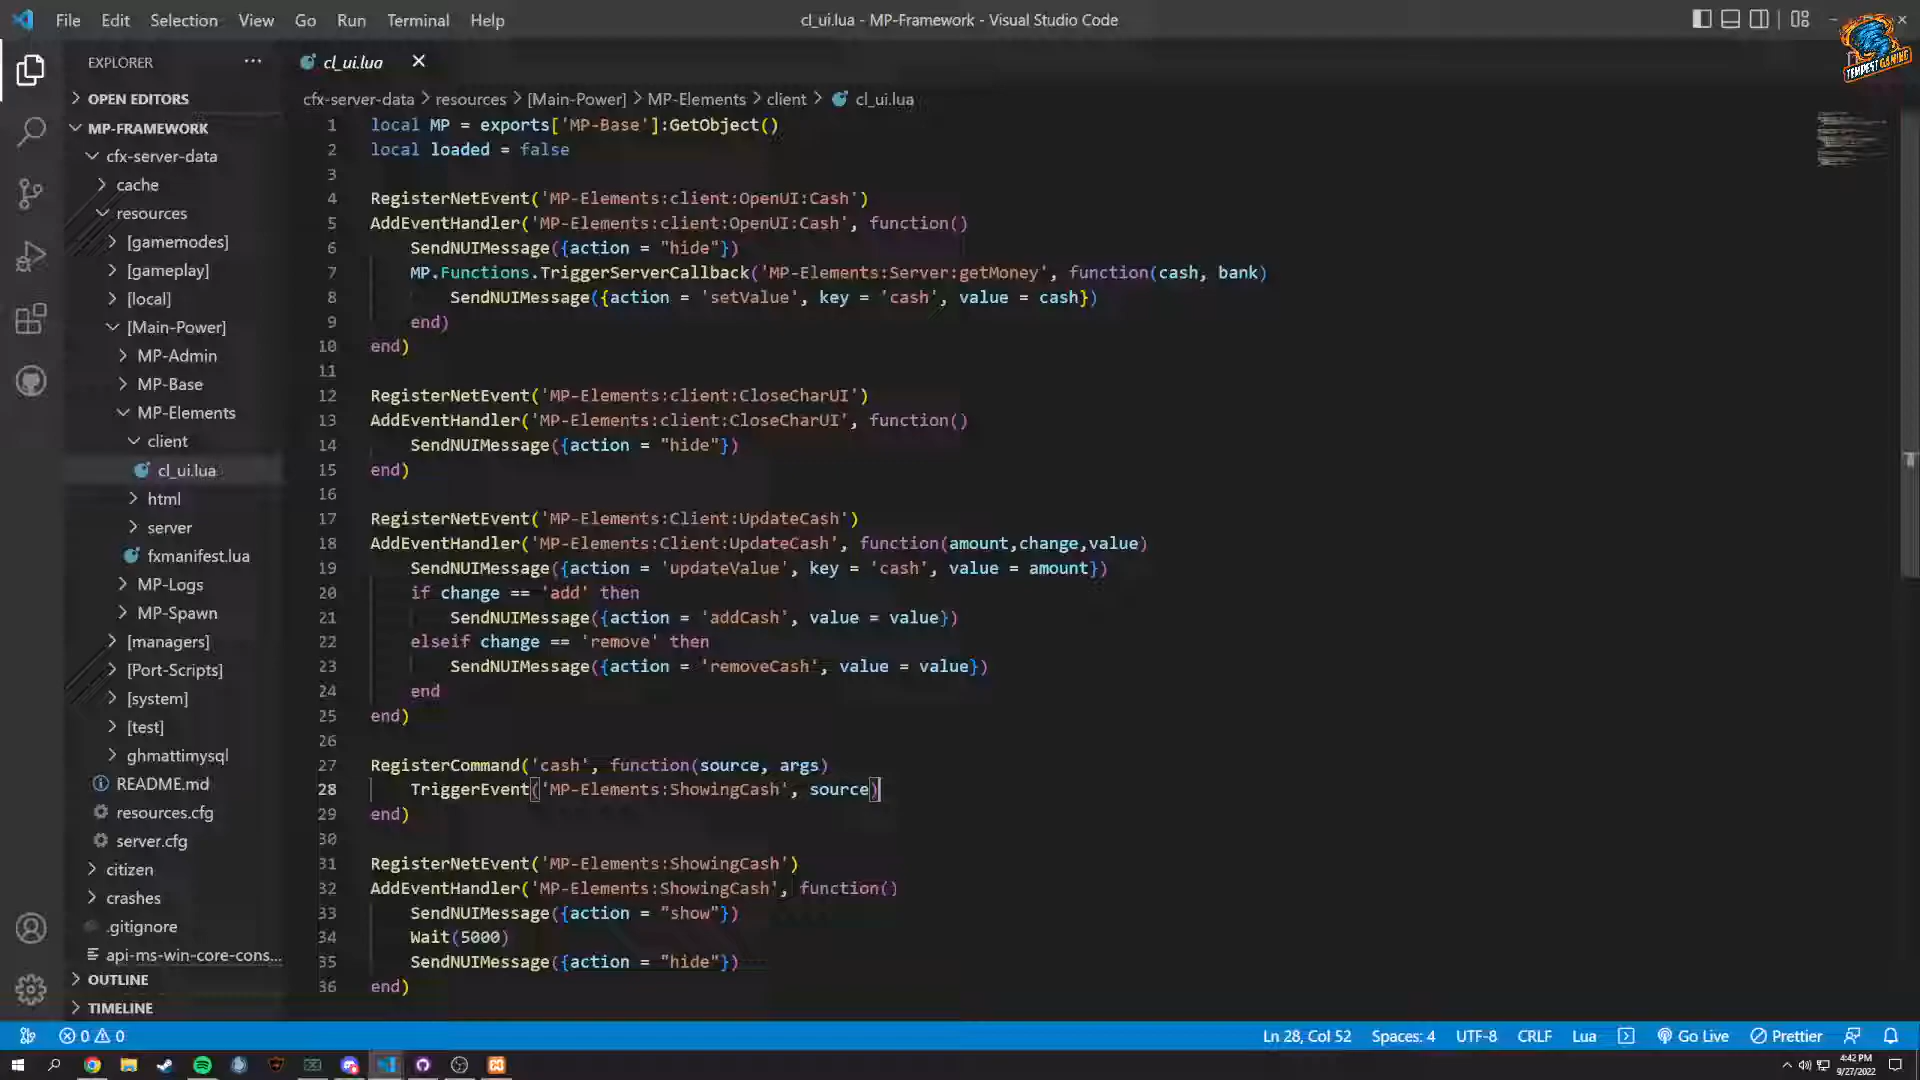 File Edit Selection View Go Run Terminal Help
cl_ui.lua - MP-Framework - Visual Studio Code
TEMPEST GAMING
EXPLORER
OPEN EDITORS
MP-FRAMEWORK
cfx-server-data
cache
resources
[gamemodes]
[gameplay]
[local]
[Main-Power]
MP-Admin
MP-Base
MP-Elements
client
cl_ui.lua
html
server
fxmanifest.lua
MP-Logs
MP-Spawn
[managers]
[Port-Scripts]
[system]
[test]
ghmattimysql
README.md
resources.cfg
server.cfg
citizen
crashes
.gitignore
api-ms-win-core-cons...
OUTLINE
TIMELINE
cl_ui.lua
cfx-server-data > resources > [Main-Power] > MP-Elements > client > cl_ui.lua
1 local MP = exports['MP-Base']:GetObject()
2 local loaded = false
3
4 RegisterNetEvent('MP-Elements:client:OpenUI:Cash')
5 AddEventHandler('MP-Elements:client:OpenUI:Cash', function()
6 SendNUIMessage({action = "hide"})
7 MP.Functions.TriggerServerCallback('MP-Elements:Server:getMoney', function(cash, bank)
8 SendNUIMessage({action = 'setValue', key = 'cash', value = cash})
9 end)
10 end)
11
12 RegisterNetEvent('MP-Elements:client:CloseCharUI')
13 AddEventHandler('MP-Elements:client:CloseCharUI', function()
14 SendNUIMessage({action = "hide"})
15 end)
16
17 RegisterNetEvent('MP-Elements:Client:UpdateCash')
18 AddEventHandler('MP-Elements:Client:UpdateCash', function(amount,change,value)
19 SendNUIMessage({action = 'updateValue', key = 'cash', value = amount})
20 if change == 'add' then
21 SendNUIMessage({action = 'addCash', value = value})
22 elseif change == 'remove' then
23 SendNUIMessage({action = 'removeCash', value = value})
24 end
25 end)
26
27 RegisterCommand('cash', function(source, args)
28 TriggerEvent('MP-Elements:ShowingCash', source)
29 end)
30
31 RegisterNetEvent('MP-Elements:ShowingCash')
32 AddEventHandler('MP-Elements:ShowingCash', function()
33 SendNUIMessage({action = "show"})
34 Wait(5000)
35 SendNUIMessage({action = "hide"})
36 end)
0 0
Ln 28, Col 52 Spaces: 4 UTF-8 CRLF Lua Go Live Prettier
4:42 PM
9/27/2022